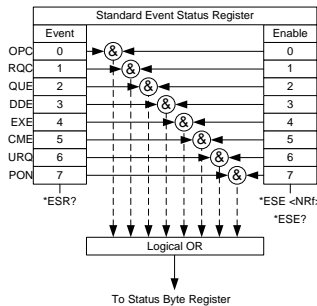 Standard Event Status Register
Event Enable
OPC 0 & 0
RQC 1 & 1
QUE 2 & 2
DDE 3 & 3
EXE 4 & 4
CME 5 & 5
URQ 6 & 6
PON 7 & 7
*ESR? *ESE <NRf:
*ESE?
Logical OR
To Status Byte Register